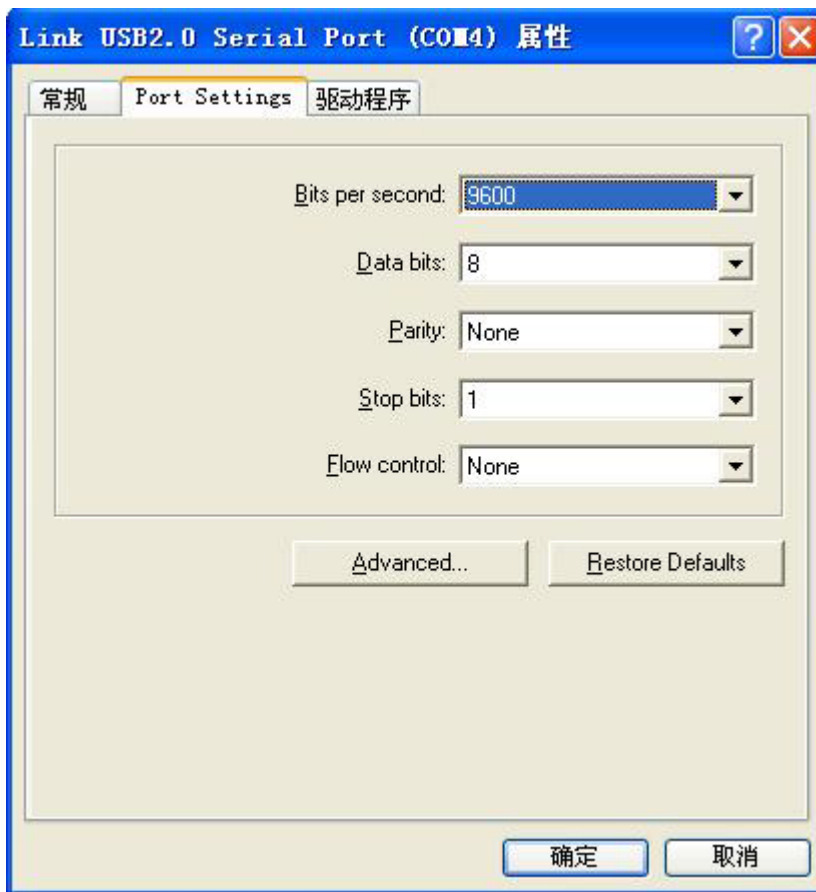 Link USB2.0 Serial Port (COM4) 属性
常规 Port Settings 驱动程序
Bits per second: 9600
Data bits: 8
Parity: None
Stop bits: 1
Flow control: None
Advanced... Restore Defaults
确定 取消